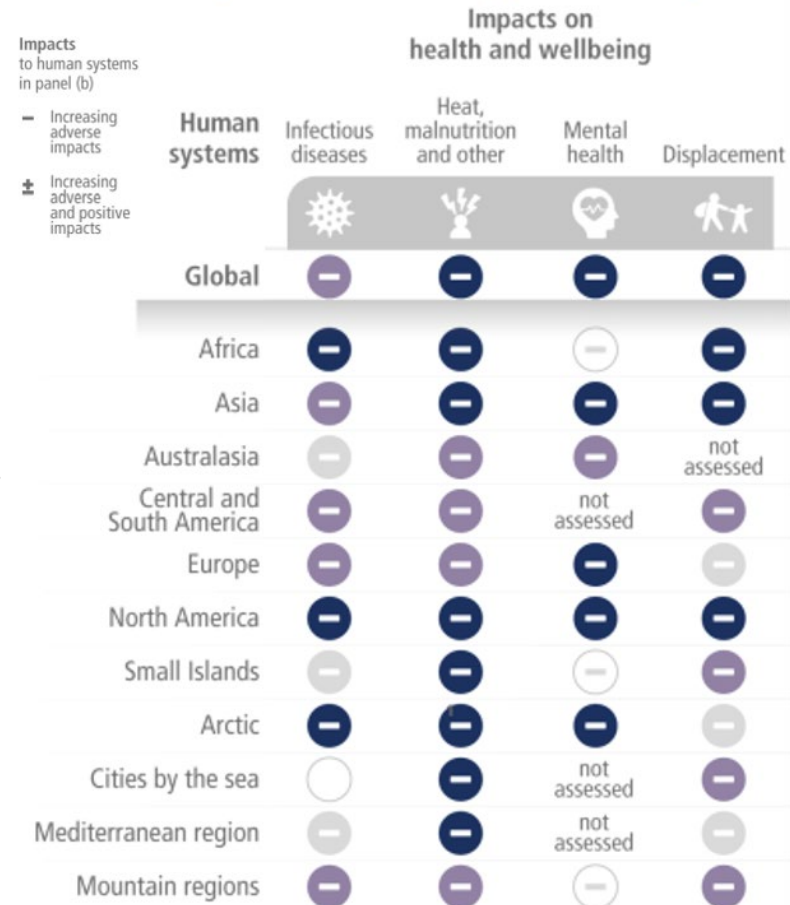 Impacts on
health and wellbeing
Impacts
to human systems
in panel (b)
− Increasing
adverse
impacts
± Increasing
adverse
and positive
impacts
Human
systems
Infectious
diseases
Heat,
malnutrition
and other
Mental
health
Displacement
Global
Africa
Asia
Australasia
not
assessed
Central and
South America
not
assessed
Europe
North America
Small Islands
Arctic
Cities by the sea
not
assessed
Mediterranean region
not
assessed
Mountain regions